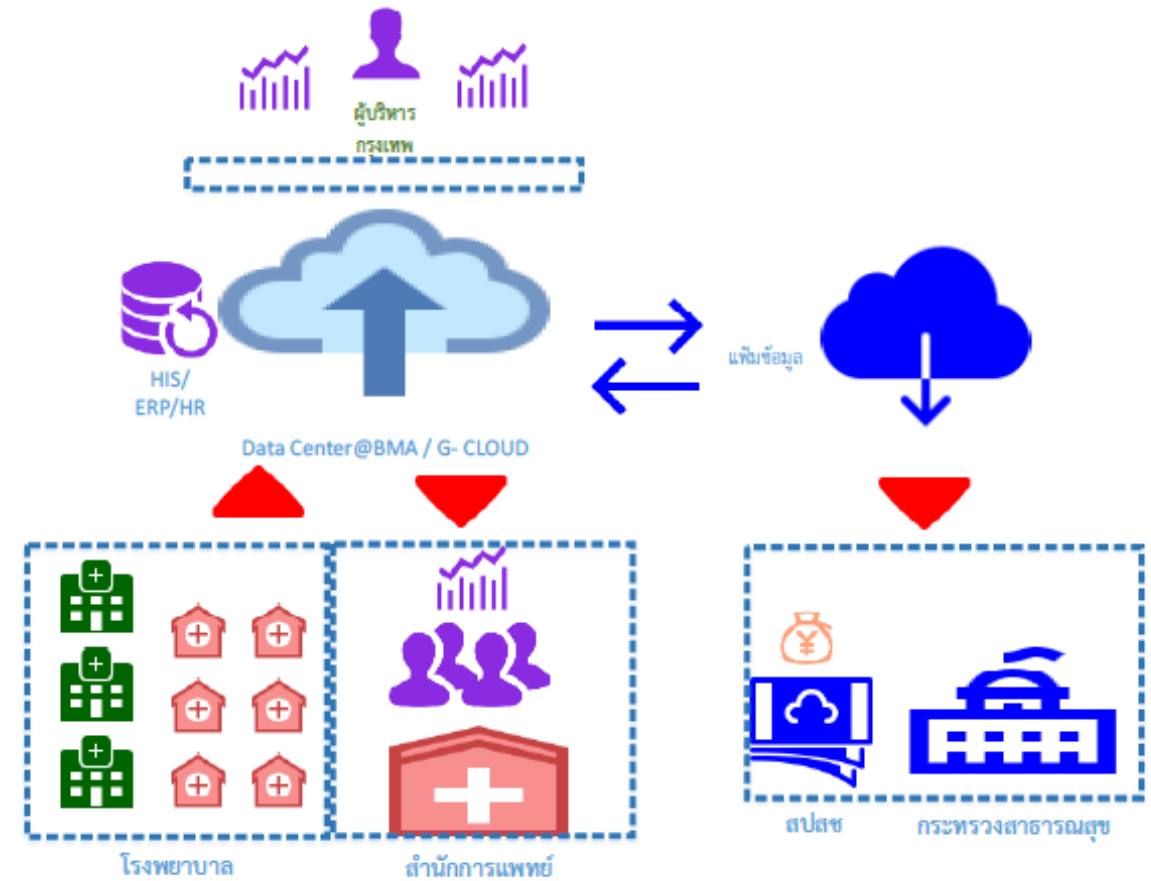 ผู้บริหาร
กรุงเทพ
แฟ้มข้อมูล
HIS/
ERP/HR
Data Center@BMA / G- CLOUD
สปสช
กระทรวงสาธารณสุข
โรงพยาบาล
สำนักการแพทย์